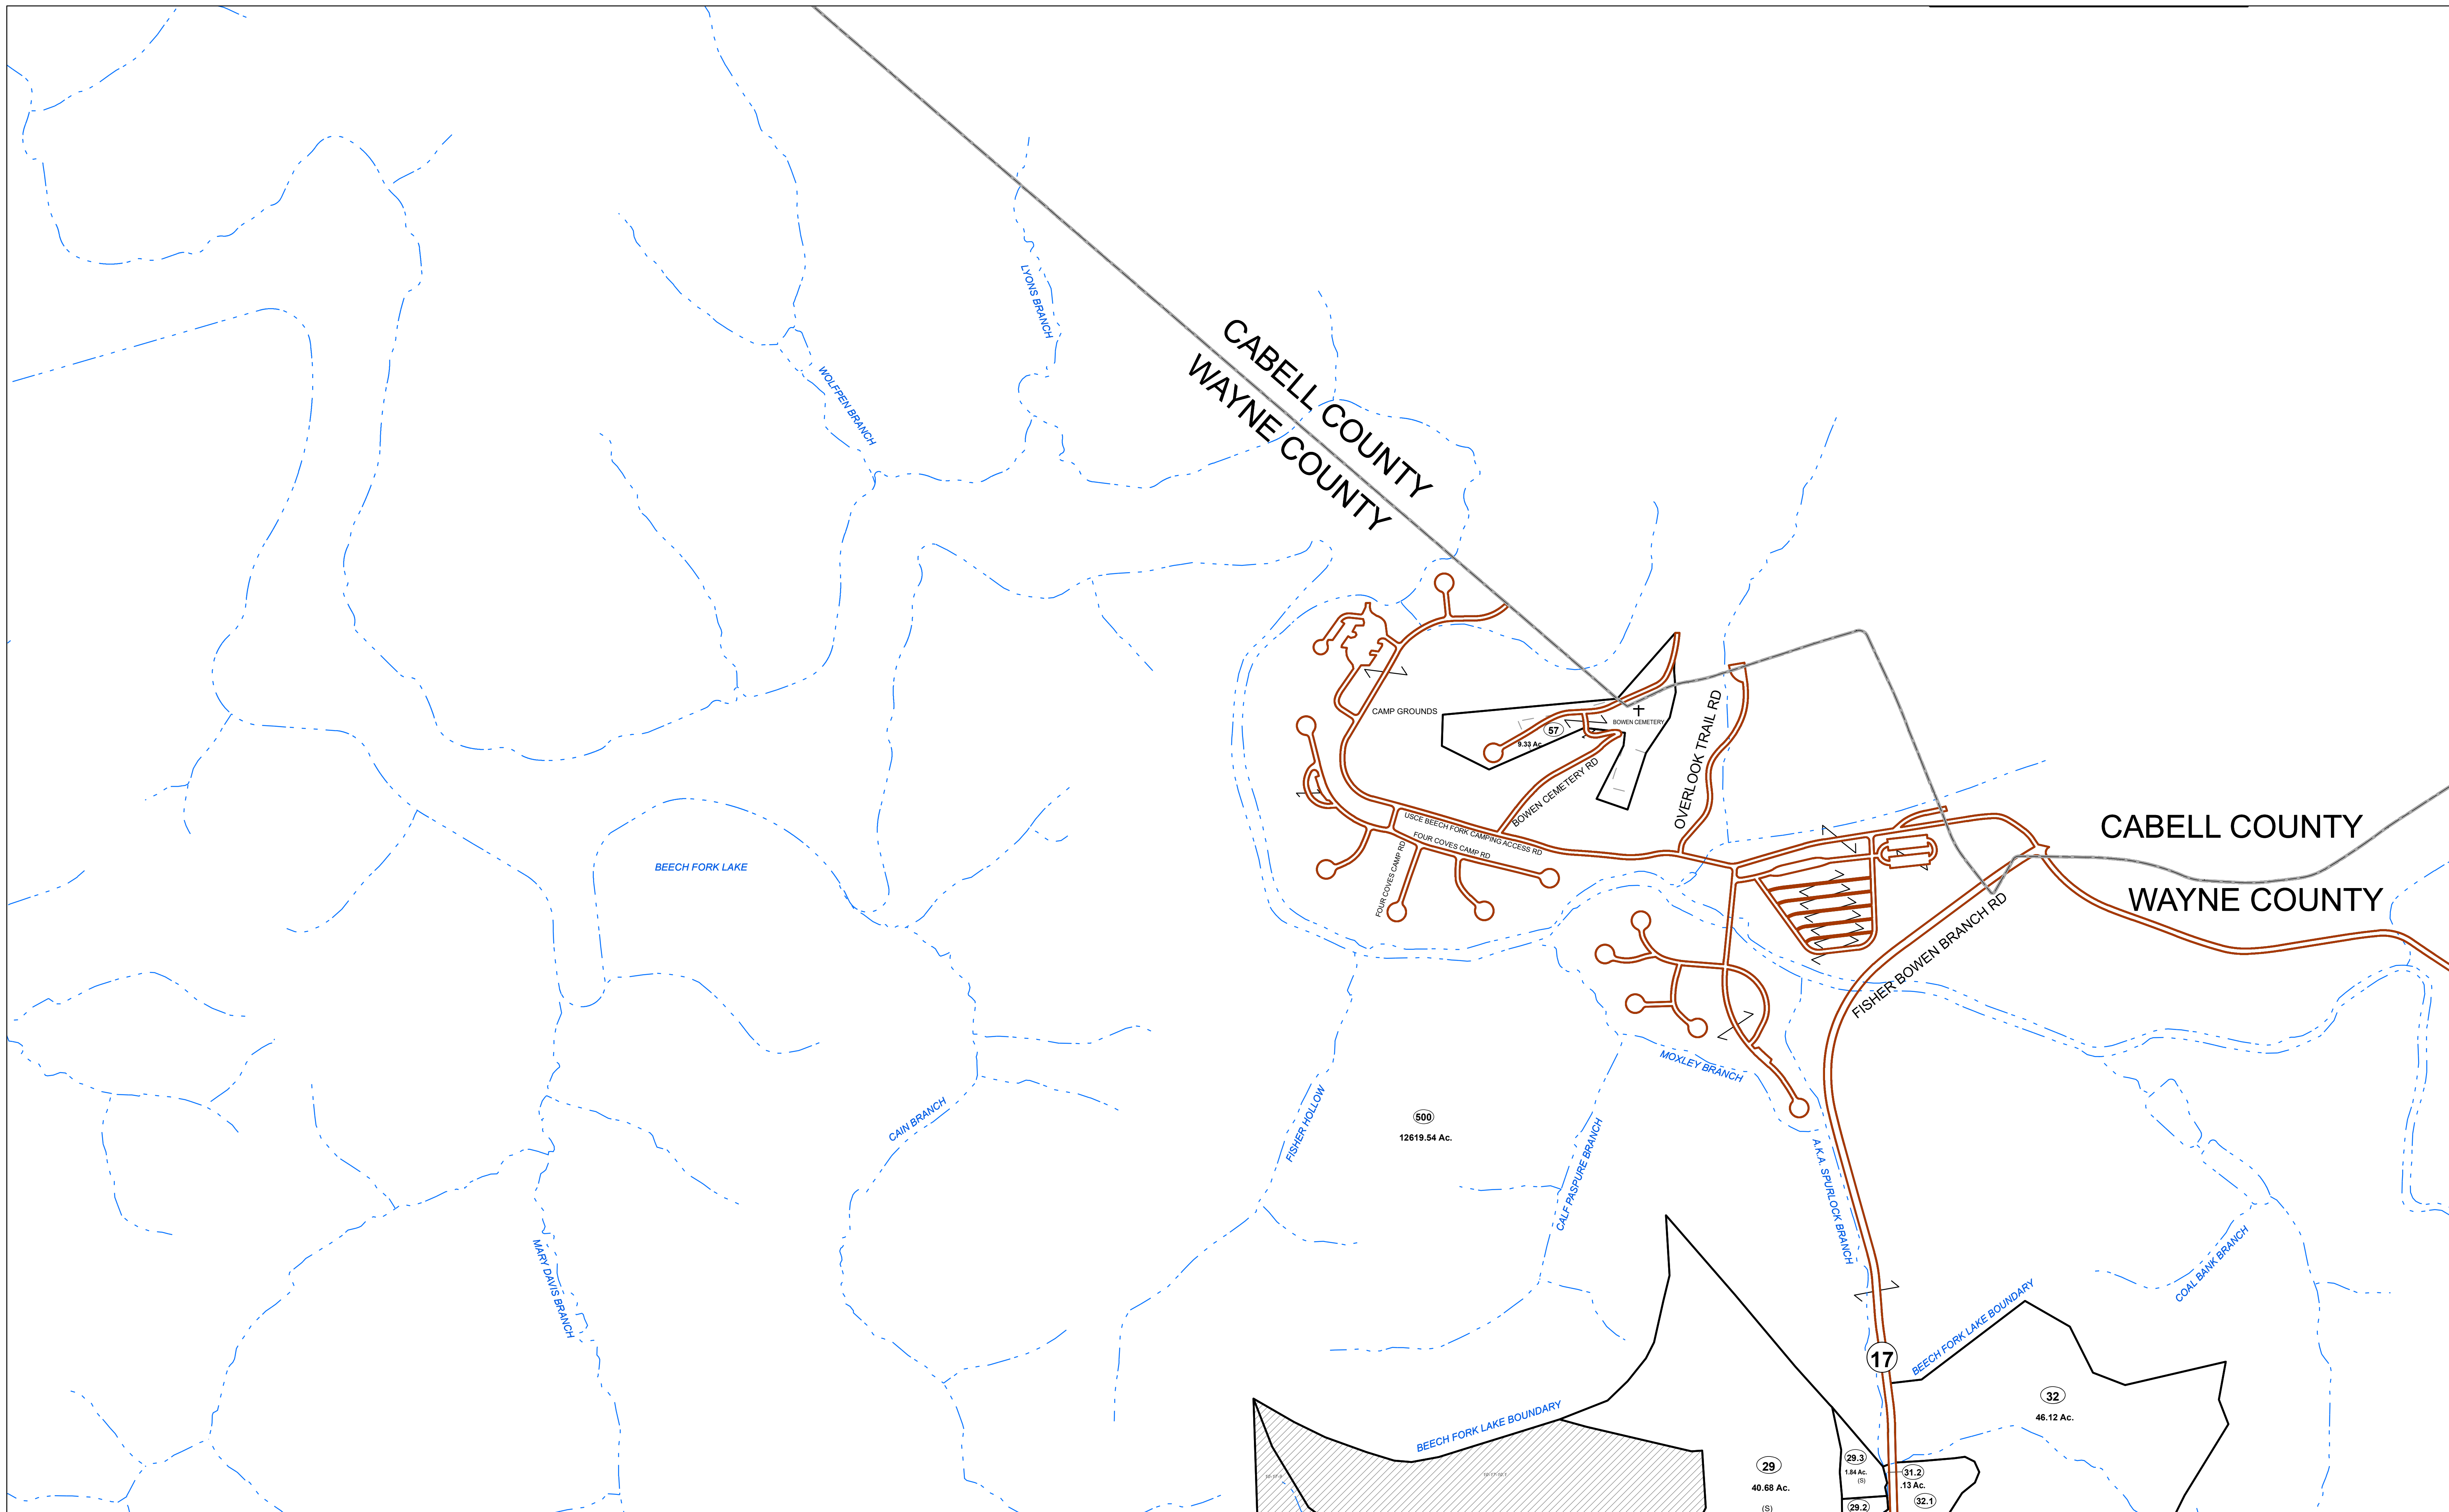 LYONS BRANCH
WOLFPEN BRANCH
CABELL COUNTY
WAYNE COUNTY
CAMP GROUNDS
57
9.33 Ac.
BOWEN CEMETERY
OVERLOOK TRAIL RD
BOWEN CEMETERY RD
USCE BEECH FORK CAMPING ACCESS RD
FOUR COVES CAMP RD
FOUR COVES CAMP RD
CABELL COUNTY
WAYNE COUNTY
BEECH FORK LAKE
FISHER BOWEN BRANCH RD
MOXLEY BRANCH
CAIN BRANCH
FISHER HOLLOW
500
12619.54 Ac.
CALF PASPURE BRANCH
A.K.A. SPURLOCK BRANCH
MARY DAVIS BRANCH
COAL BANK BRANCH
BEECH FORK LAKE BOUNDARY
17
32
46.12 Ac.
BEECH FORK LAKE BOUNDARY
29
40.68 Ac.
(S)
29.3
1.84 Ac.
(S)
29.2
31.2
.13 Ac.
32.1